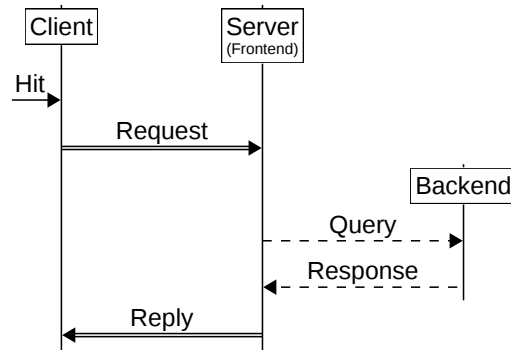 Client
Server
(Frontend)
Hit
Request
Backend
Query
Response
Reply